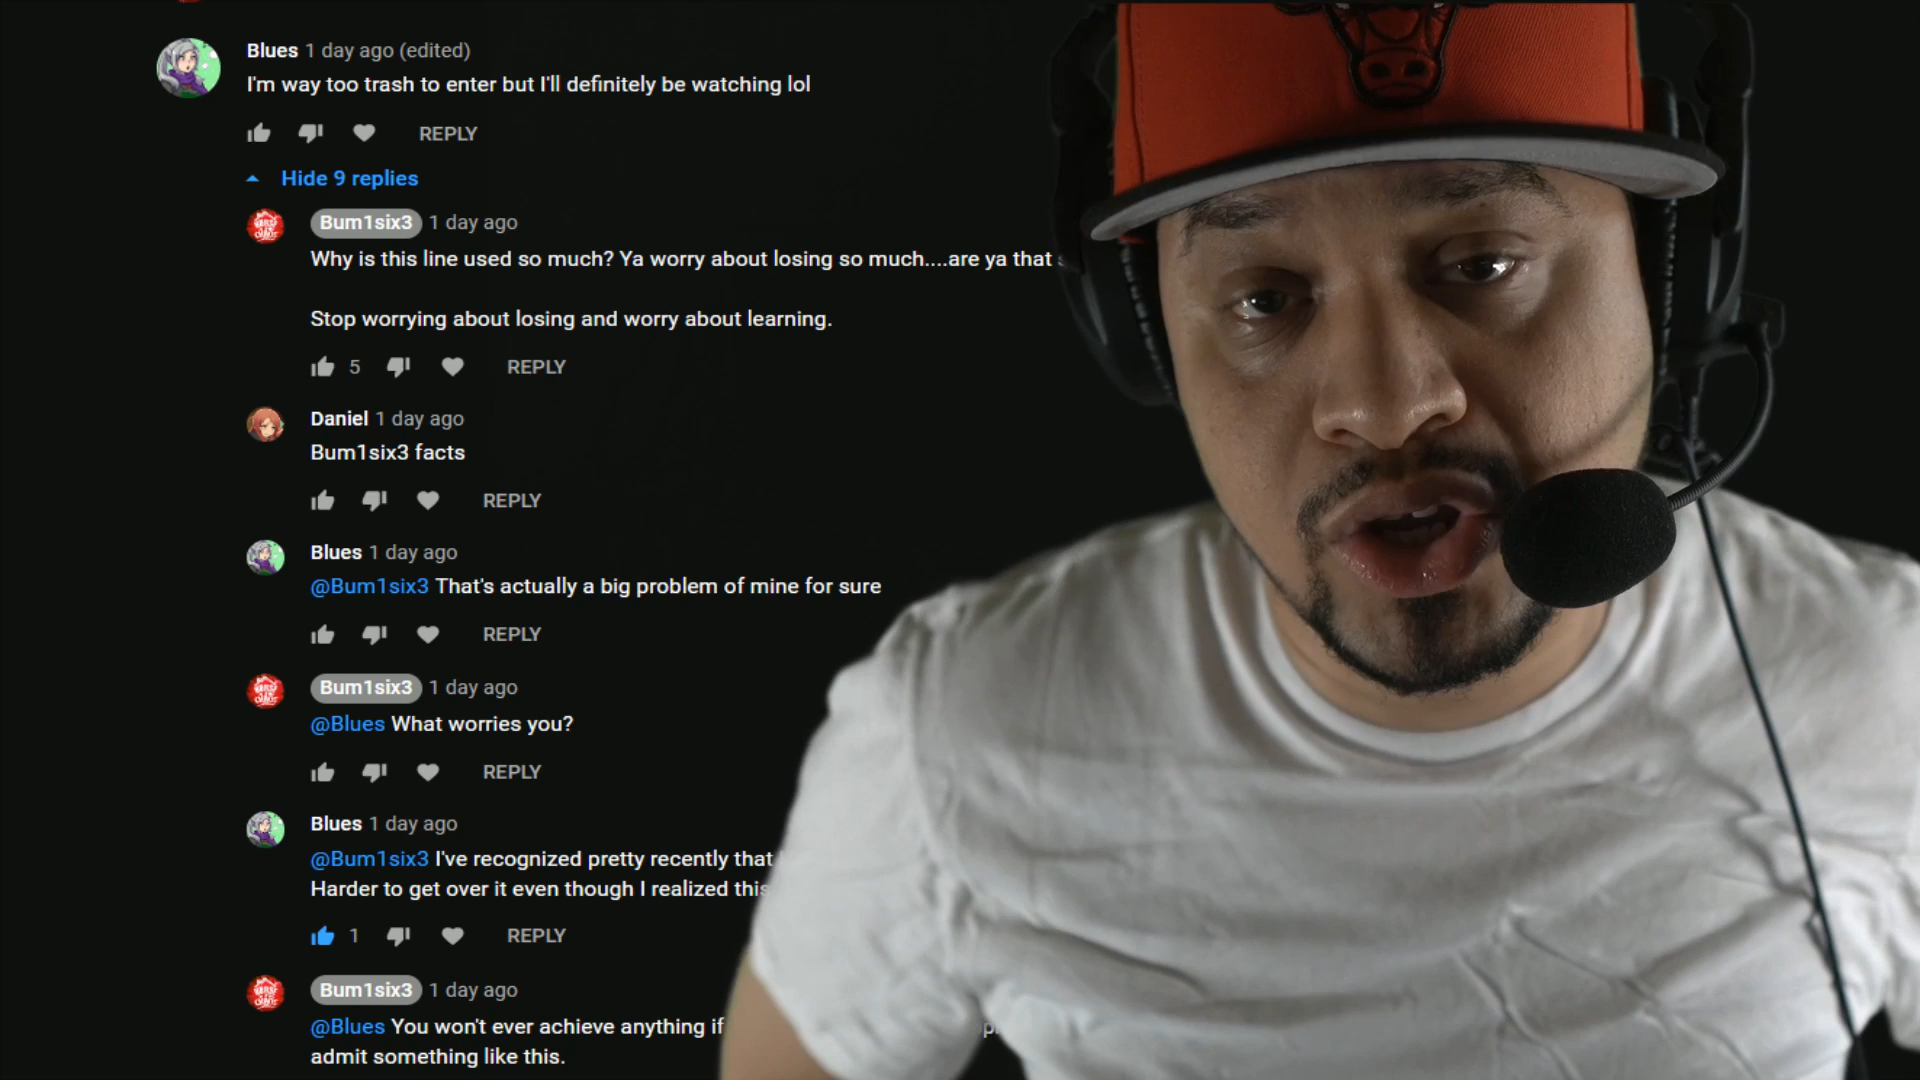 Blues 1 day ago (edited)
I'm way too trash to enter but I'll definitely be watching lol
REPLY
Hide 9 replies
Bum1six3 1 day ago
Why is this line used so much? Ya worry about losing so much....are ya that
Stop worrying about losing and worry about learning.
5 REPLY
Daniel 1 day ago
Bum1six3 facts
REPLY
Blues 1 day ago
@Bum1six3 That's actually a big problem of mine for sure
REPLY
Bum1six3 1 day ago
@Blues What worries you?
REPLY
Blues 1 day ago
@Bum1six3 I've recognized pretty recently that
Harder to get over it even though I realized this
1 REPLY
Bum1six3 1 day ago
@Blues You won't ever achieve anything if
admit something like this.